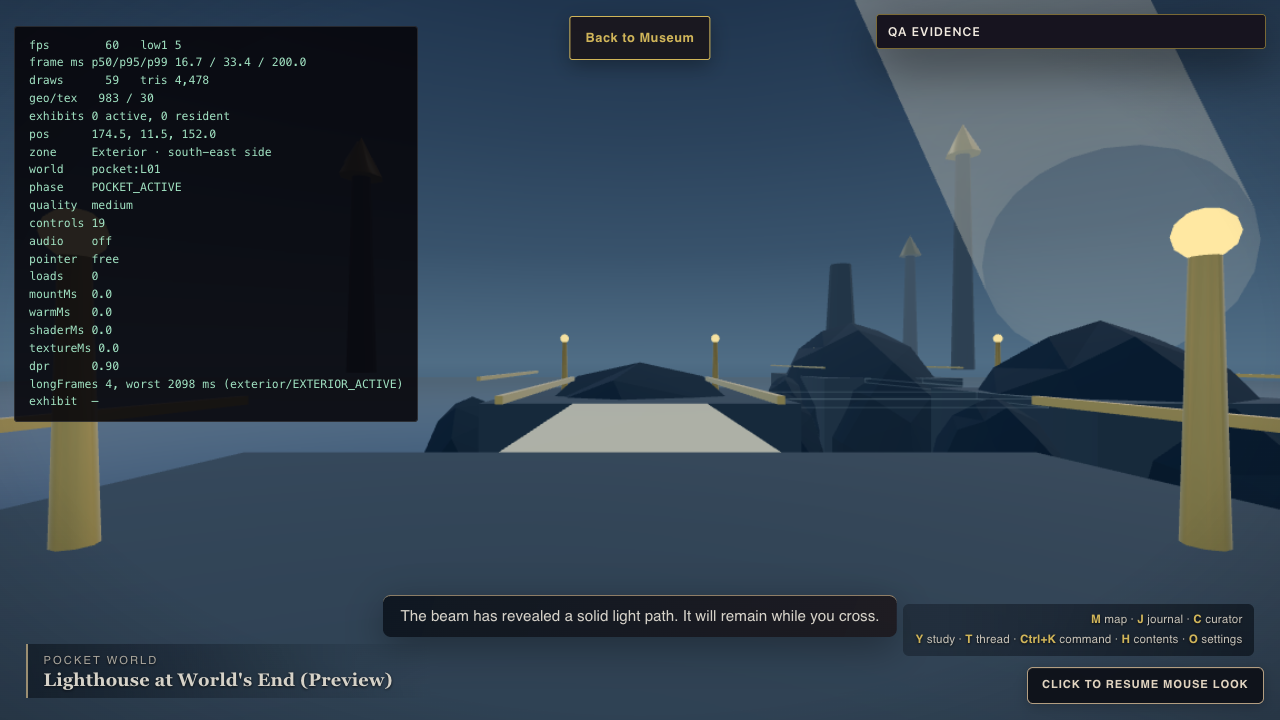 fps 60 low1 5
frame ms p50/p95/p99 16.7 / 33.4 / 200.0
draws 59 tris 4,478
geo/tex 983 / 30
exhibits 0 active, 0 resident
pos 174.5, 11.5, 152.0
zone Exterior · south-east side
world pocket:L01
phase POCKET_ACTIVE
quality medium
controls 19
audio off
pointer free
loads 0
mountMs 0.0
warmMs 0.0
shaderMs 0.0
textureMs 0.0
dpr 0.90
longFrames 4, worst 2098 ms (exterior/EXTERIOR_ACTIVE)
exhibit —
Back to Museum
QA EVIDENCE
The beam has revealed a solid light path. It will remain while you cross.
M map · J journal · C curator
Y study · T thread · Ctrl+K command · H contents · O settings
POCKET WORLD
Lighthouse at World's End (Preview)
CLICK TO RESUME MOUSE LOOK